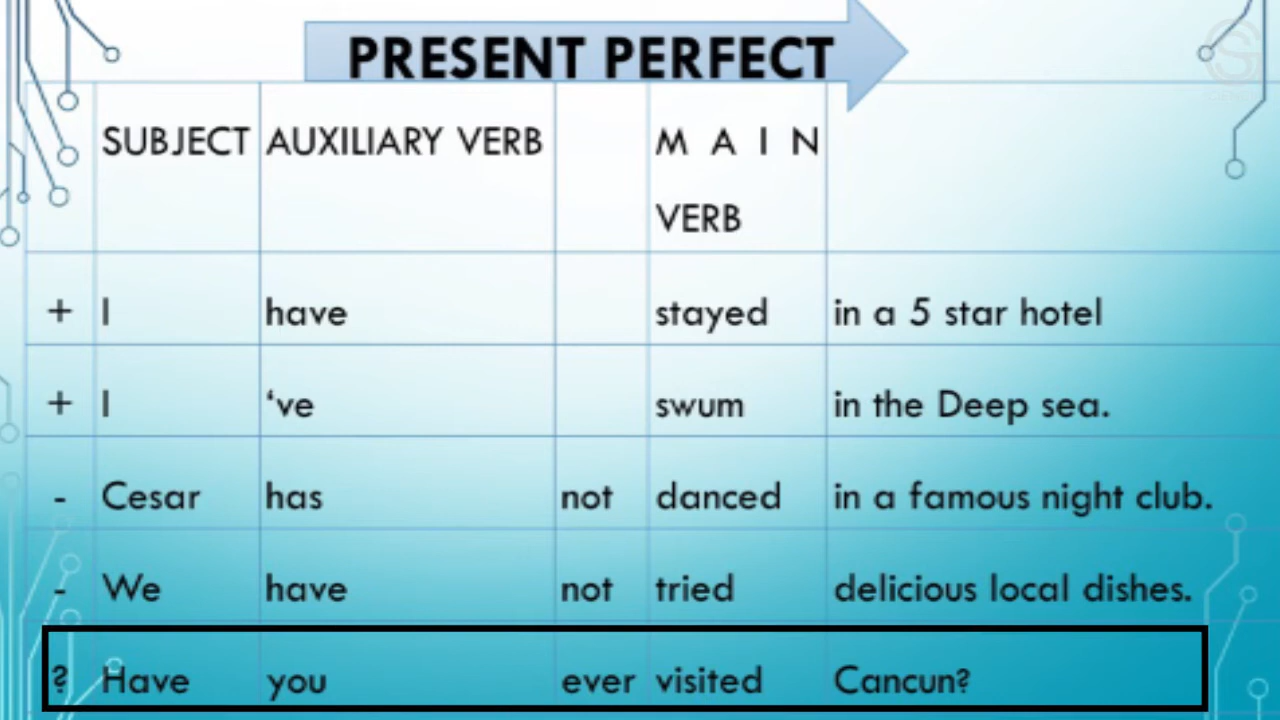 PRESENT PERFECT
SUBJECT AUXILIARY VERB M A I N
VERB
+ I have stayed in a 5 star hotel
+ I ‘ve swum in the Deep sea.
- Cesar has not danced in a famous night club.
- We have not tried delicious local dishes.
? Have you ever visited Cancun?